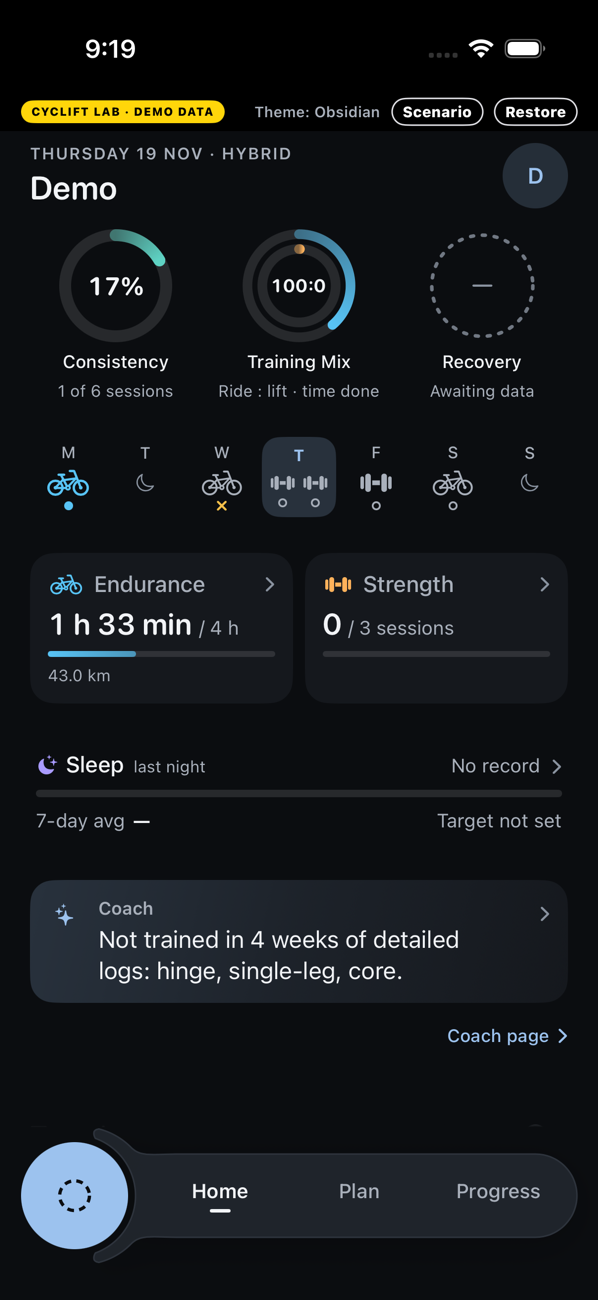 9:19
CYCLIFT LAB · DEMO DATA Theme: Obsidian Scenario Restore
THURSDAY 19 NOV · HYBRID
Demo
D
17% 100:0 —
Consistency Training Mix Recovery
1 of 6 sessions Ride : lift · time done Awaiting data
M T W T F S S
Endurance
1 h 33 min / 4 h
43.0 km
Strength
0 / 3 sessions
Sleep last night No record
7-day avg — Target not set
Coach
Not trained in 4 weeks of detailed
logs: hinge, single-leg, core.
Coach page
Home Plan Progress